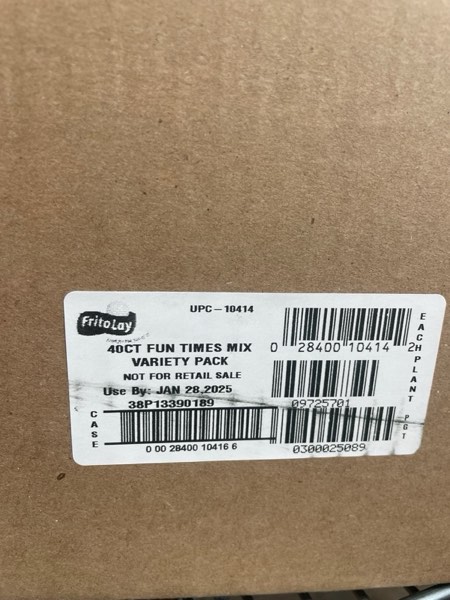 FritoLay
UPC-10414
40CT FUN TIMES MIX
VARIETY PACK
NOT FOR RETAIL SALE
Use By: JAN 28,2025
38P13390189
CASE
0 00 28400 10416 6
0 28400 10414 2
EACH
PLANT
09725701
0300025089